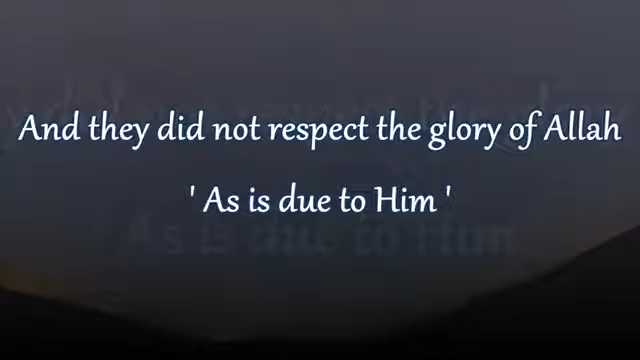 And they did not respect the glory of Allah
' As is due to Him '